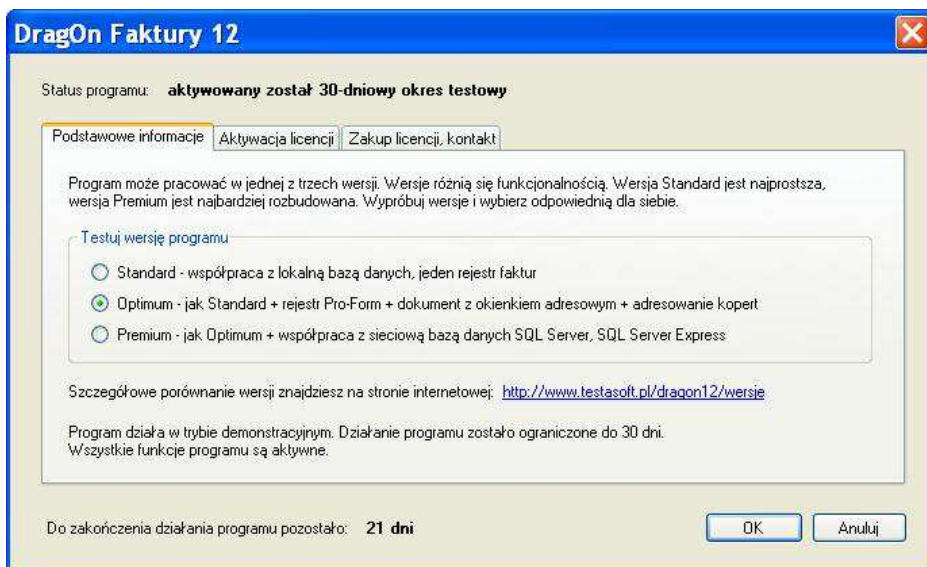 DragOn Faktury 12
Status programu: aktywowany został 30-dniowy okres testowy
Podstawowe informacje Aktywacja licencji Zakup licencji, kontakt
Program może pracować w jednej z trzech wersji. Wersje różnią się funkcjonalnością. Wersja Standard jest najprostsza,
wersja Premium jest najbardziej rozbudowana. Wypróbuj wersje i wybierz odpowiednią dla siebie.
Testuj wersję programu
Standard - współpraca z lokalną bazą danych, jeden rejestr faktur
Optimum - jak Standard + rejestr Pro-Form + dokument z okienkiem adresowym + adresowanie kopert
Premium - jak Optimum + współpraca z sieciową bazą danych SQL Server, SQL Server Express
Szczegółowe porównanie wersji znajdziesz na stronie internetowej: http://www.testasoft.pl/dragon12/wersje
Program działa w trybie demonstracyjnym. Działanie programu zostało ograniczone do 30 dni.
Wszystkie funkcje programu są aktywne.
Do zakończenia działania programu pozostało: 21 dni
OK Anuluj